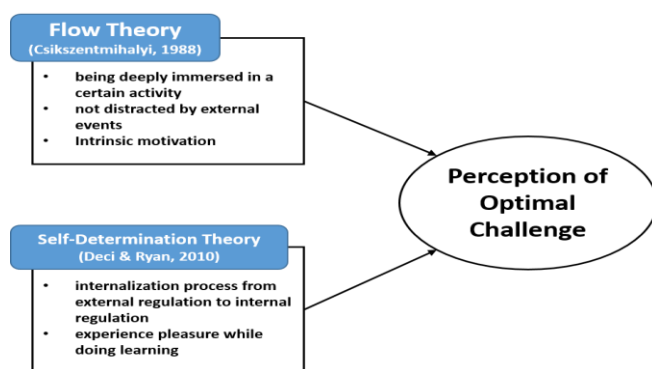 Flow Theory
(Csikszentmihalyi, 1988)
• being deeply immersed in a
certain activity
• not distracted by external
events
• Intrinsic motivation
Perception of
Optimal
Challenge
Self-Determination Theory
(Deci & Ryan, 2010)
• internalization process from
external regulation to internal
regulation
• experience pleasure while
doing learning